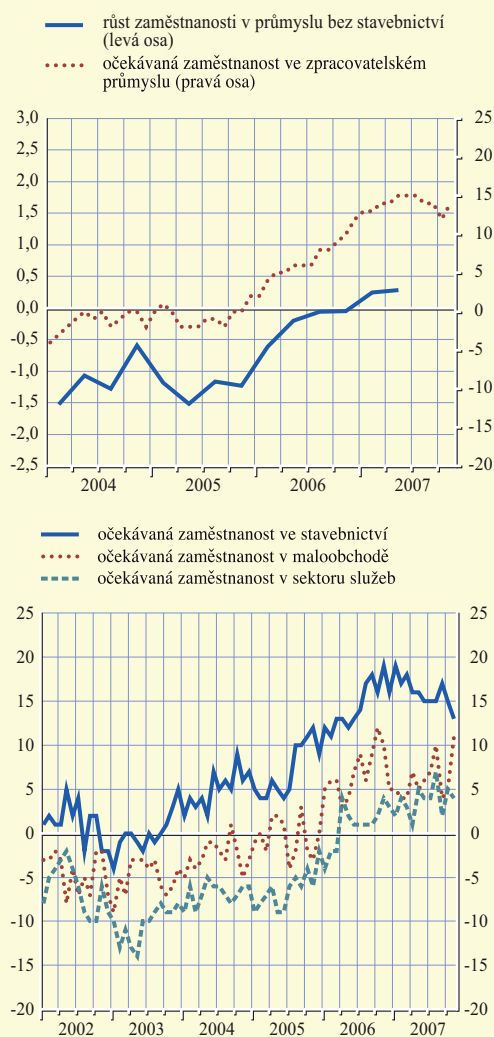 růst zaměstnanosti v průmyslu bez stavebnictví
(levá osa)
očekávaná zaměstnanost ve zpracovatelském
průmyslu (pravá osa)
3,0 25
2,5 20
2,0 15
1,5 10
1,0 5
0,5 0
0,0 -5
-0,5 -10
-1,0 -15
-1,5 -20
-2,0
-2,5
2004 2005 2006 2007
očekávaná zaměstnanost ve stavebnictví
očekávaná zaměstnanost v maloobchodě
očekávaná zaměstnanost v sektoru služeb
25 25
20 20
15 15
10 10
5 5
0 0
-5 -5
-10 -10
-15 -15
-20 -20
2002 2003 2004 2005 2006 2007